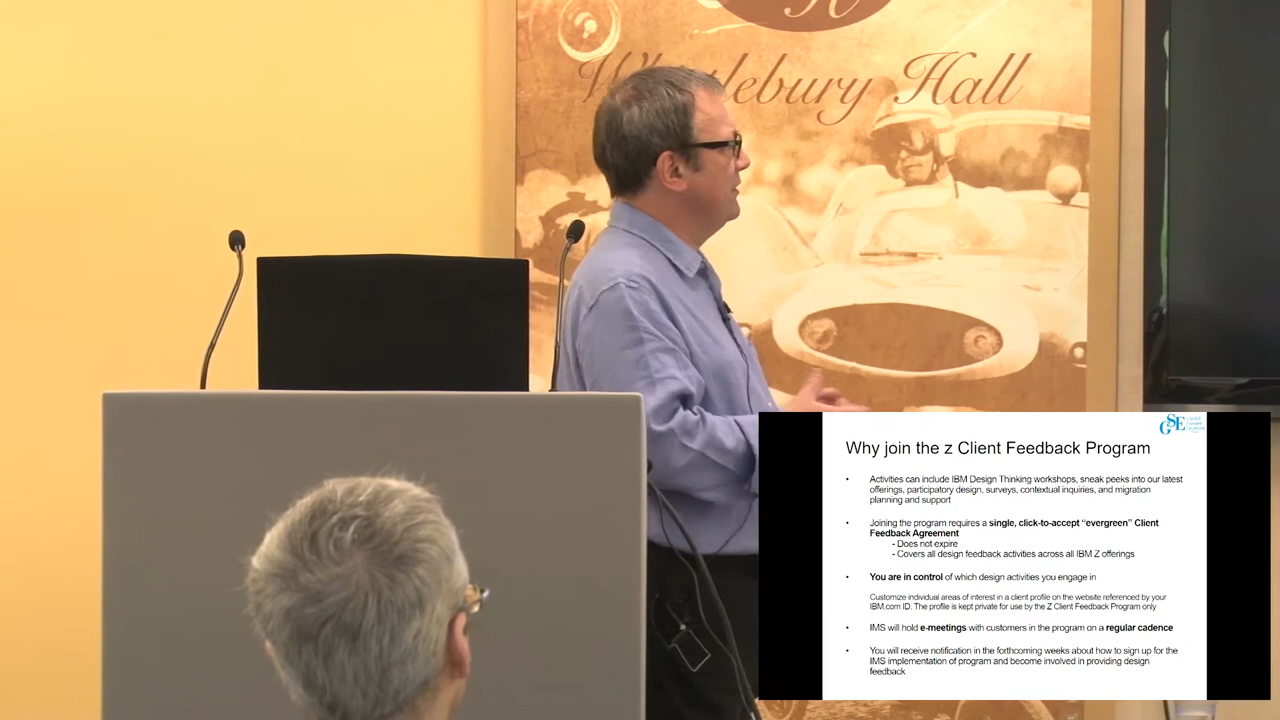 H
Whittlebury Hall
GSE GUIDE
SHARE
EUROPE
Why join the z Client Feedback Program
• Activities can include IBM Design Thinking workshops, sneak peeks into our latest
offerings, participatory design, surveys, contextual inquiries, and migration
planning and support
• Joining the program requires a single, click-to-accept “evergreen” Client
Feedback Agreement
- Does not expire
- Covers all design feedback activities across all IBM Z offerings
• You are in control of which design activities you engage in
Customize individual areas of interest in a client profile on the website referenced by your
IBM.com ID. The profile is kept private for use by the Z Client Feedback Program only
• IMS will hold e-meetings with customers in the program on a regular cadence
• You will receive notification in the forthcoming weeks about how to sign up for the
IMS implementation of program and become involved in providing design
feedback